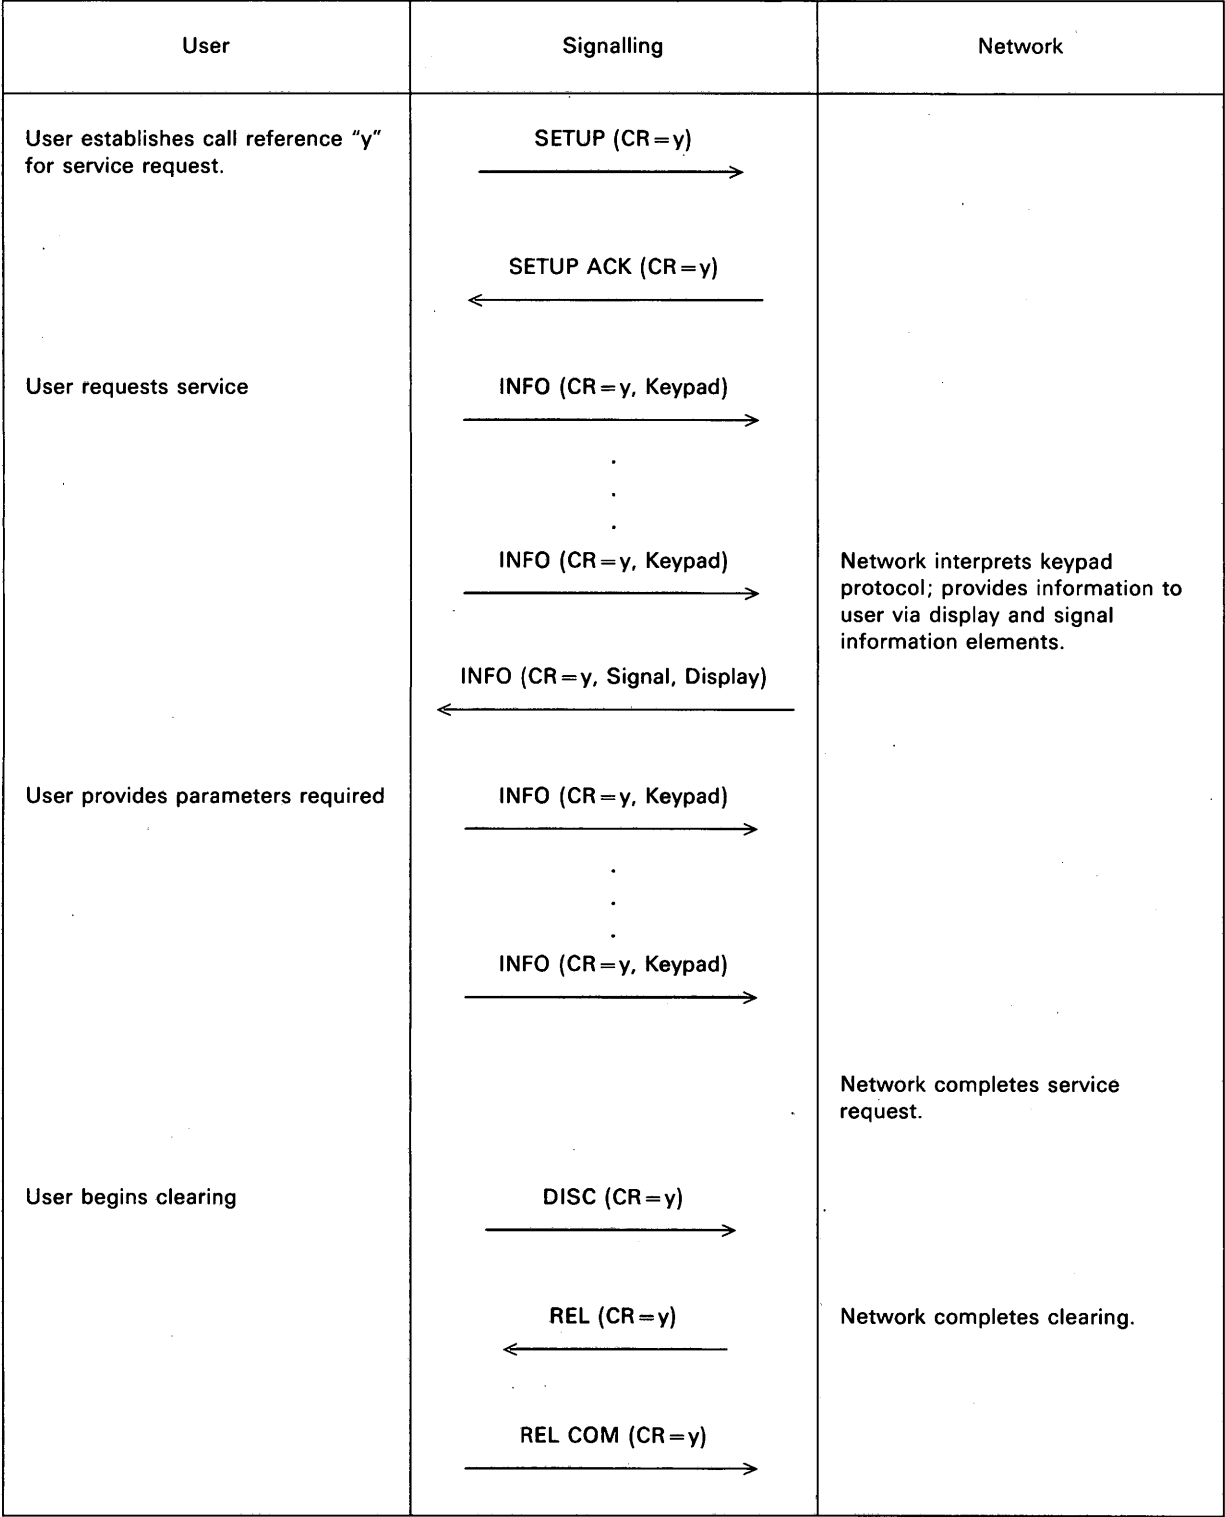 User
Signalling
Network
User establishes call reference "y"
for service request.
SETUP (CR=y)
SETUP ACK (CR=y)
User requests service
INFO (CR=y, Keypad)
.
.
.
INFO (CR=y, Keypad)
Network interprets keypad
protocol; provides information to
user via display and signal
information elements.
INFO (CR=y, Signal, Display)
User provides parameters required
INFO (CR=y, Keypad)
.
.
.
INFO (CR=y, Keypad)
Network completes service
request.
User begins clearing
DISC (CR=y)
REL (CR=y)
Network completes clearing.
REL COM (CR=y)